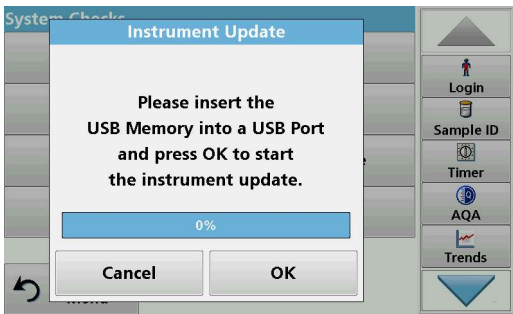 System Checks
Instrument Update
Please insert the
USB Memory into a USB Port
and press OK to start
the instrument update.
0%
Cancel
OK
Menu
Login
Sample ID
Timer
AQA
Trends